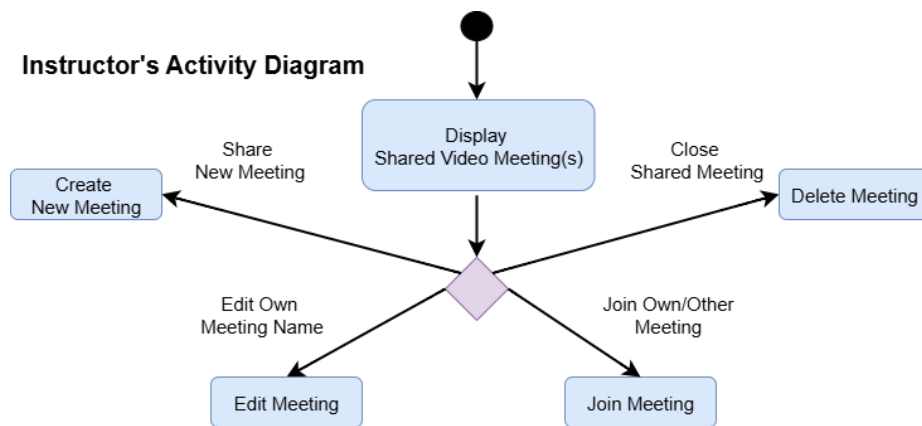 Instructor's Activity Diagram
Display
Shared Video Meeting(s)
Share
New Meeting
Close
Shared Meeting
Create
New Meeting
Delete Meeting
Edit Own
Meeting Name
Join Own/Other
Meeting
Edit Meeting
Join Meeting